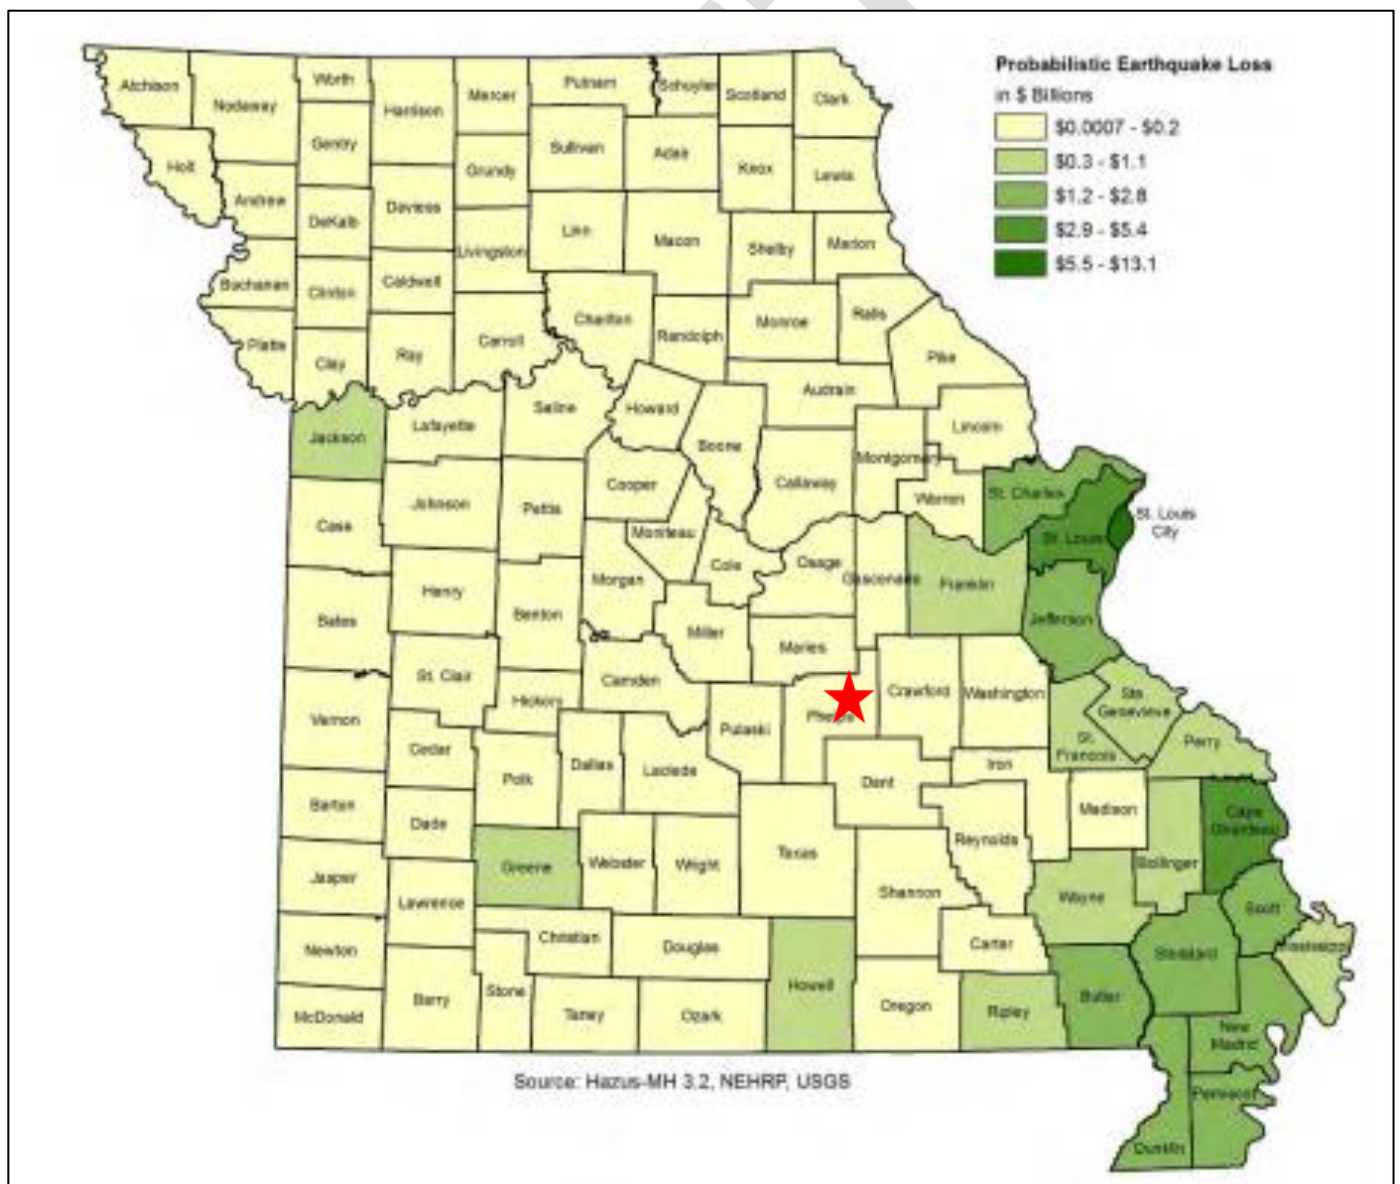 Probabilistic Earthquake Loss
in $ Billions
$0.0007 - $0.2
$0.3 - $1.1
$1.2 - $2.8
$2.9 - $5.4
$5.5 - $13.1
Atchison
Nodaway
Worth
Harrison
Mercer
Putnam
Schuyler
Scotland
Clark
Holt
Gentry
Sullivan
Adair
Knox
Lewis
Grundy
Andrew
DeKalb
Daviess
Linn
Macon
Shelby
Marion
Livingston
Buchanan
Clinton
Caldwell
Chariton
Randolph
Monroe
Ralls
Platte
Clay
Ray
Carroll
Pike
Audrain
Saline
Howard
Boone
Lincoln
Jackson
Lafayette
Callaway
Montgomery
Warren
St. Charles
Cooper
Johnson
Pettis
Cass
Moniteau
Cole
Osage
Gasconade
Franklin
St. Louis
St. Louis
City
Morgan
Henry
Benton
Bates
Miller
Maries
Jefferson
St. Clair
Hickory
Camden
Pulaski
Phelps
Crawford
Washington
Ste
Genevieve
Vernon
Cedar
Polk
Dallas
Laclede
Dent
Iron
St.
Francois
Perry
Barton
Dade
Texas
Reynolds
Madison
Cape
Girardeau
Jasper
Greene
Webster
Wright
Shannon
Bollinger
Wayne
Lawrence
Scott
Newton
Christian
Douglas
Carter
Stoddard
Mississippi
McDonald
Barry
Stone
Taney
Ozark
Howell
Oregon
Ripley
Butler
New
Madrid
Pemiscot
Dunklin
Source: Hazus-MH 3.2, NEHRP, USGS